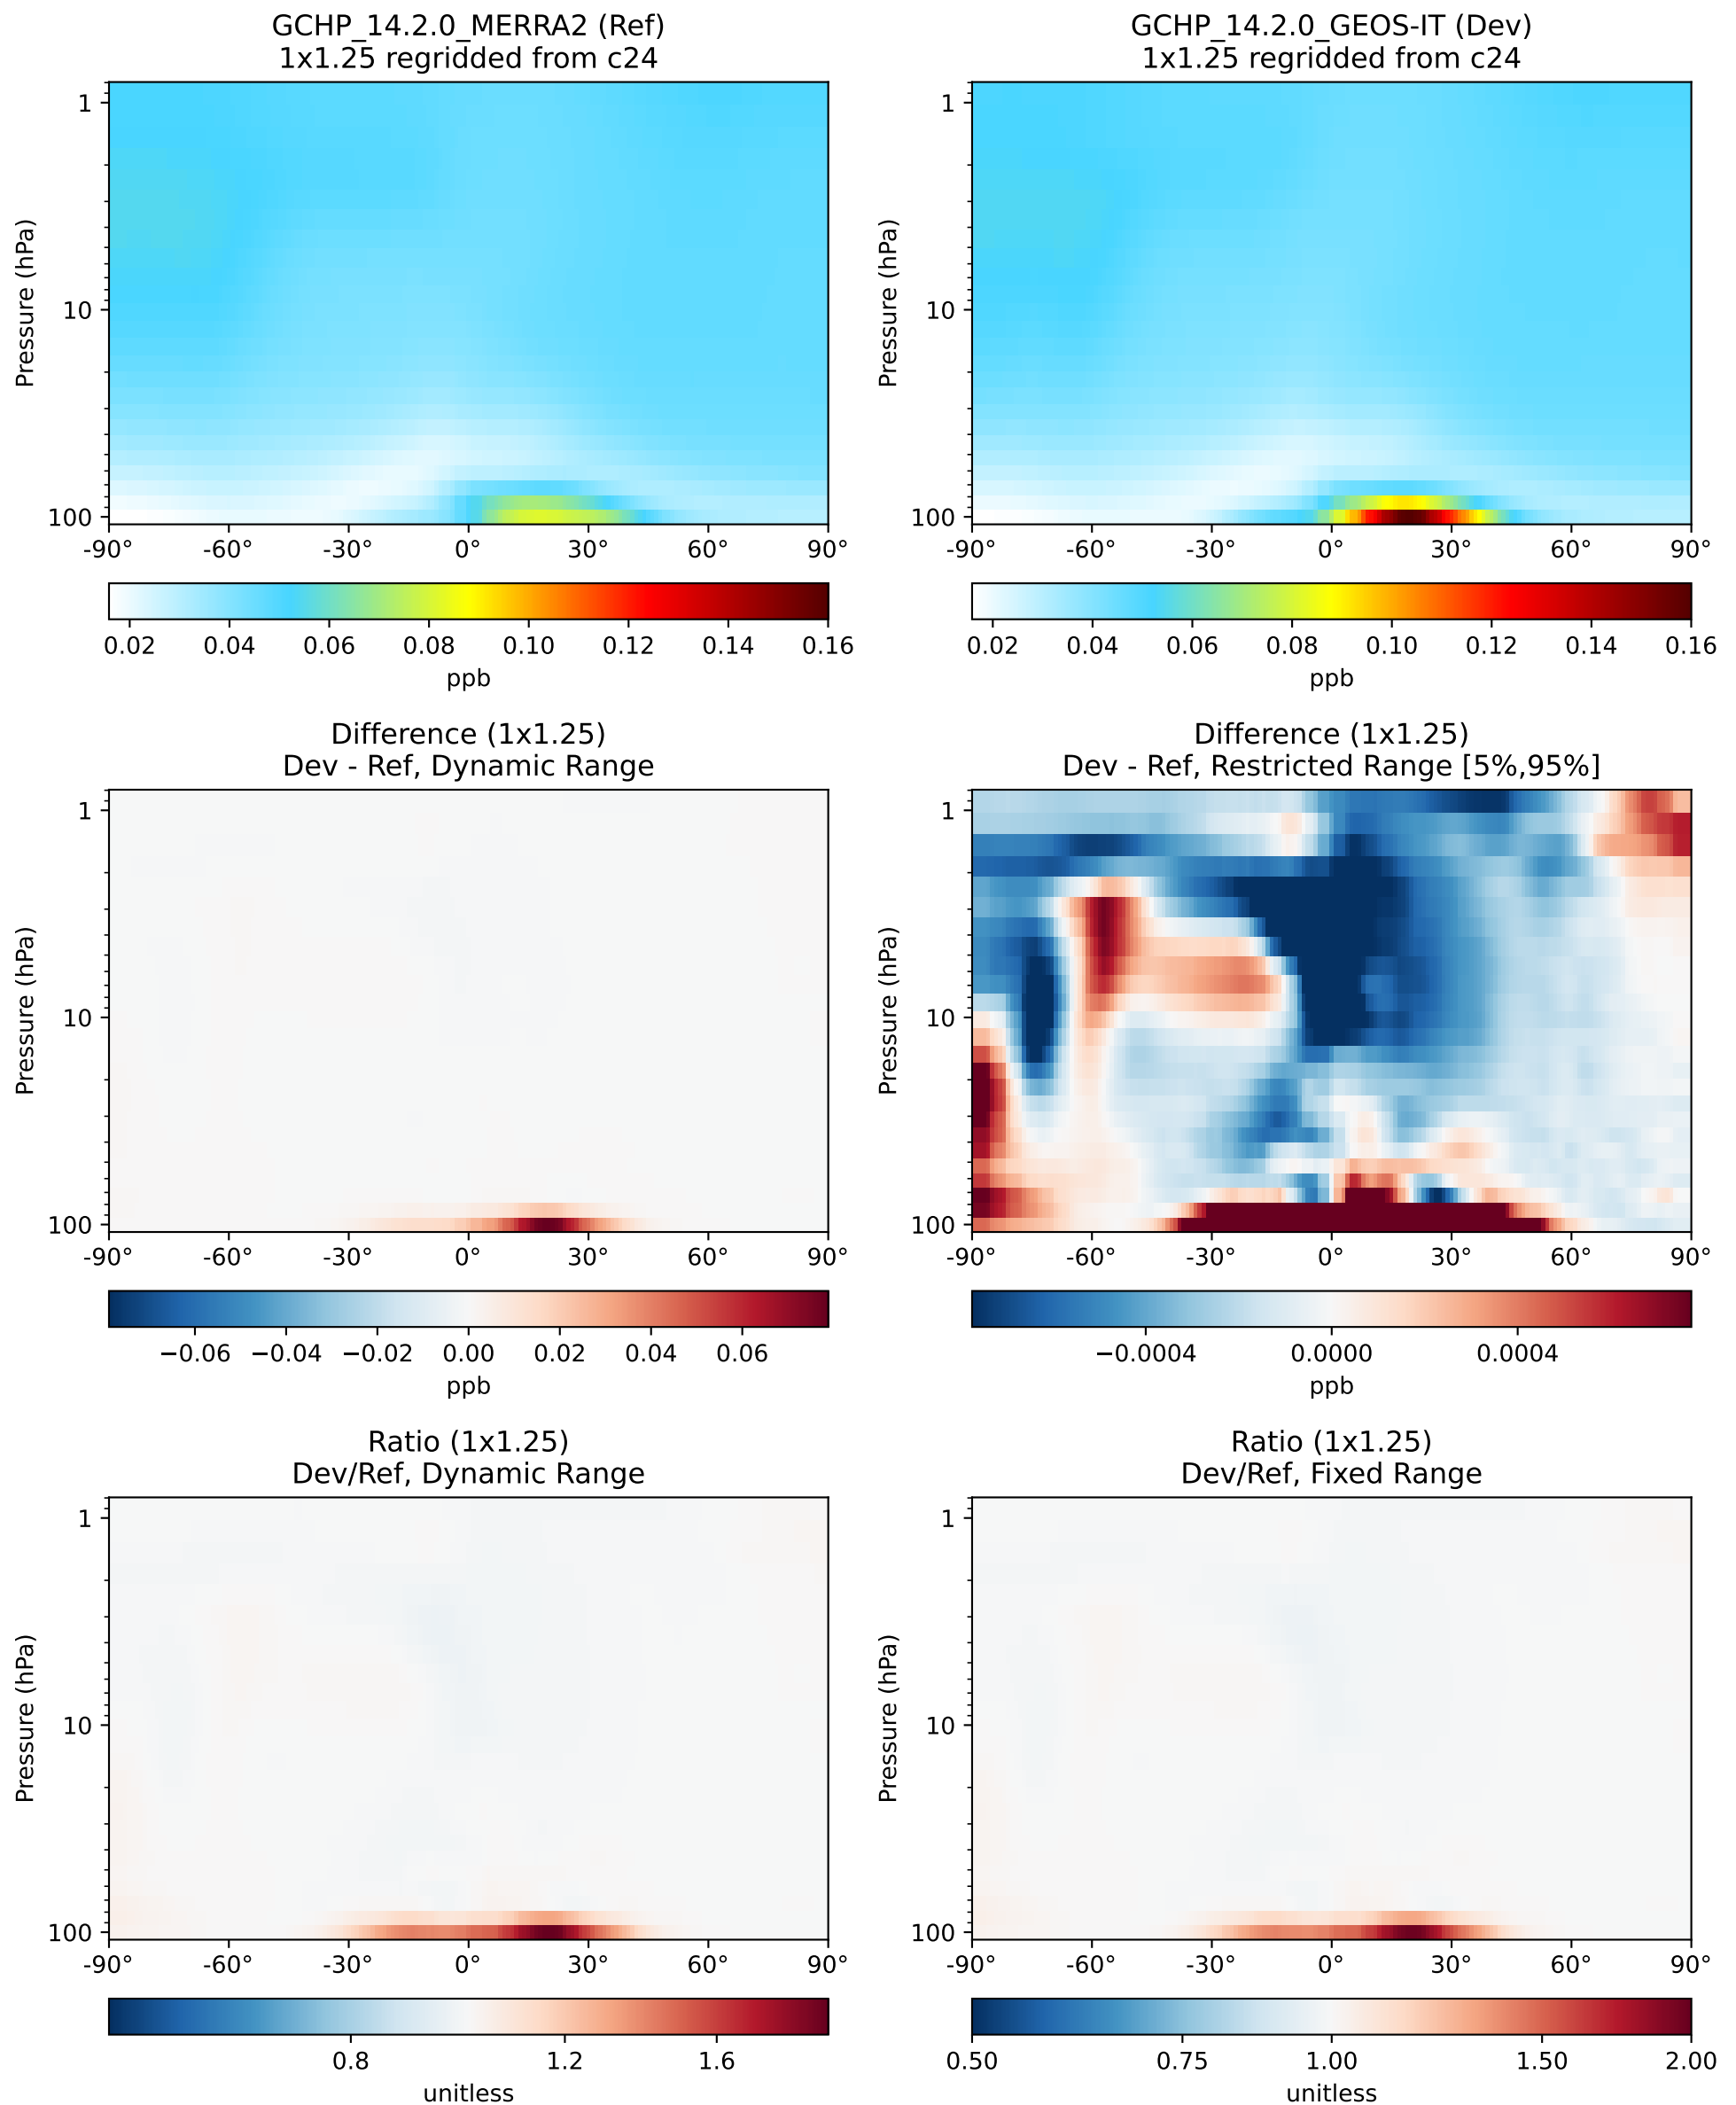 GCHP_14.2.0_MERRA2 (Ref)
1x1.25 regridded from c24
Pressure (hPa)
1
10
100
-90° -60° -30° 0° 30° 60° 90°
0.02 0.04 0.06 0.08 0.10 0.12 0.14 0.16
ppb
GCHP_14.2.0_GEOS-IT (Dev)
1x1.25 regridded from c24
Pressure (hPa)
1
10
100
-90° -60° -30° 0° 30° 60° 90°
0.02 0.04 0.06 0.08 0.10 0.12 0.14 0.16
ppb
Difference (1x1.25)
Dev - Ref, Dynamic Range
Pressure (hPa)
1
10
100
-90° -60° -30° 0° 30° 60° 90°
−0.06 −0.04 −0.02 0.00 0.02 0.04 0.06
ppb
Difference (1x1.25)
Dev - Ref, Restricted Range [5%,95%]
Pressure (hPa)
1
10
100
-90° -60° -30° 0° 30° 60° 90°
−0.0004 0.0000 0.0004
ppb
Ratio (1x1.25)
Dev/Ref, Dynamic Range
Pressure (hPa)
1
10
100
-90° -60° -30° 0° 30° 60° 90°
0.8 1.2 1.6
unitless
Ratio (1x1.25)
Dev/Ref, Fixed Range
Pressure (hPa)
1
10
100
-90° -60° -30° 0° 30° 60° 90°
0.50 0.75 1.00 1.50 2.00
unitless